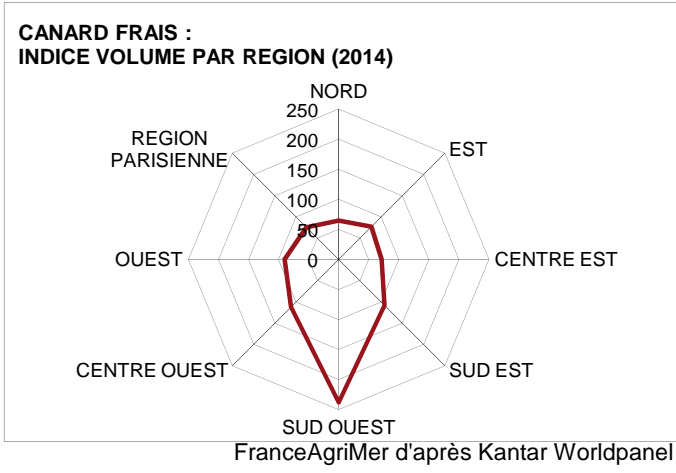 CANARD FRAIS :
INDICE VOLUME PAR REGION (2014)
NORD
250
REGION
PARISIENNE
200
EST
150
100
50
OUEST
0
CENTRE EST
CENTRE OUEST
SUD EST
SUD OUEST
FranceAgriMer d'après Kantar Worldpanel